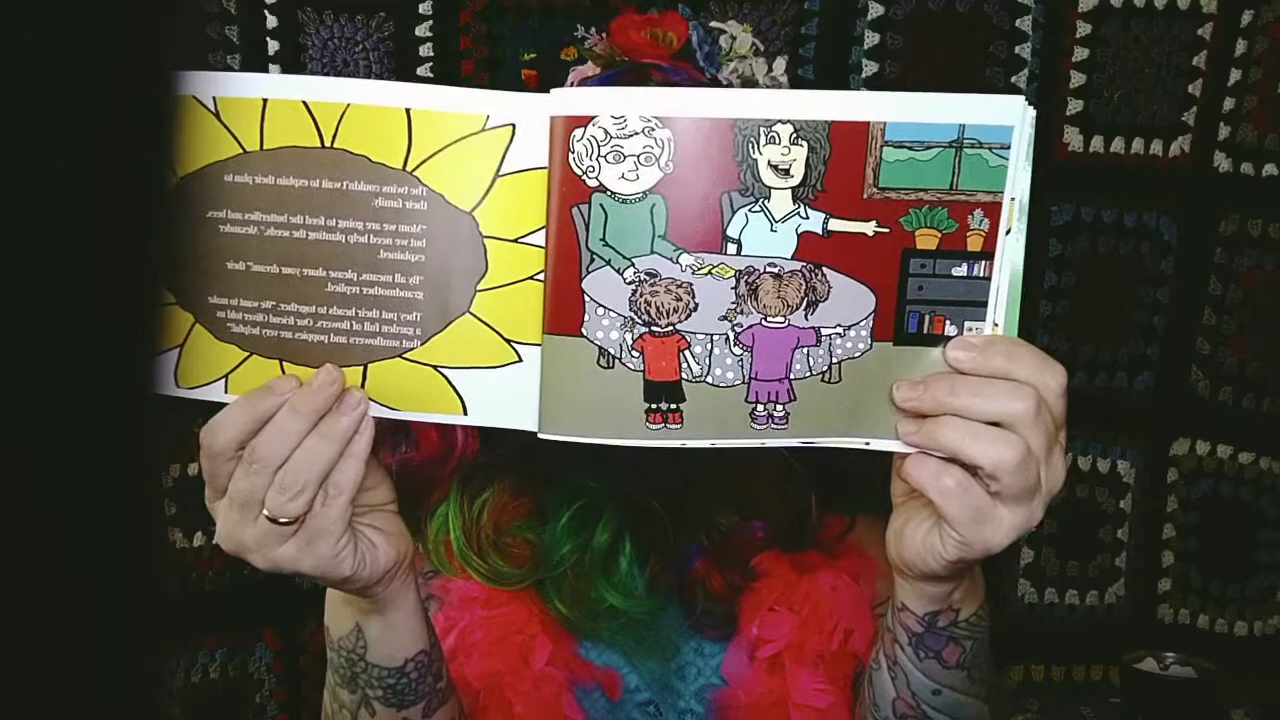 The twins couldn't wait to explain their plan to
their family.
"Mom we are going to feed the butterflies and bees,
but we need help planting the seeds," Alexander
explained.
"By all means, please share your dream!" their
grandmother replied.
They put their heads together, "We want to make
a garden full of flowers. Our friend Oliver told us
that sunflowers and poppies are very helpful!"